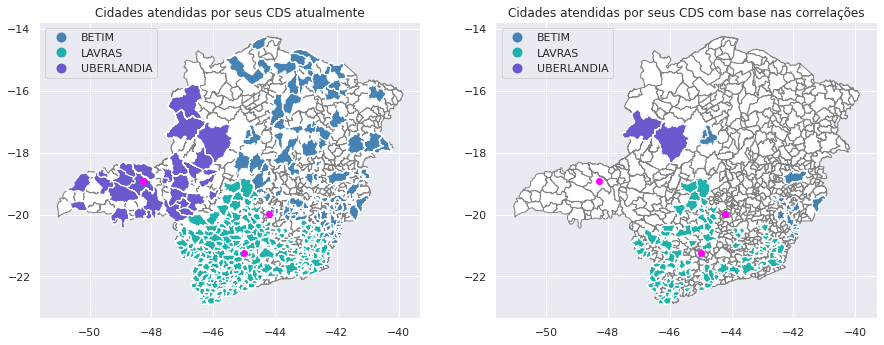 Cidades atendidas por seus CDS atualmente
BETIM
LAVRAS
UBERLANDIA
−14
−16
−18
−20
−22
−50
−48
−46
−44
−42
−40
Cidades atendidas por seus CDS com base nas correlações
BETIM
LAVRAS
UBERLANDIA
−14
−16
−18
−20
−22
−50
−48
−46
−44
−42
−40